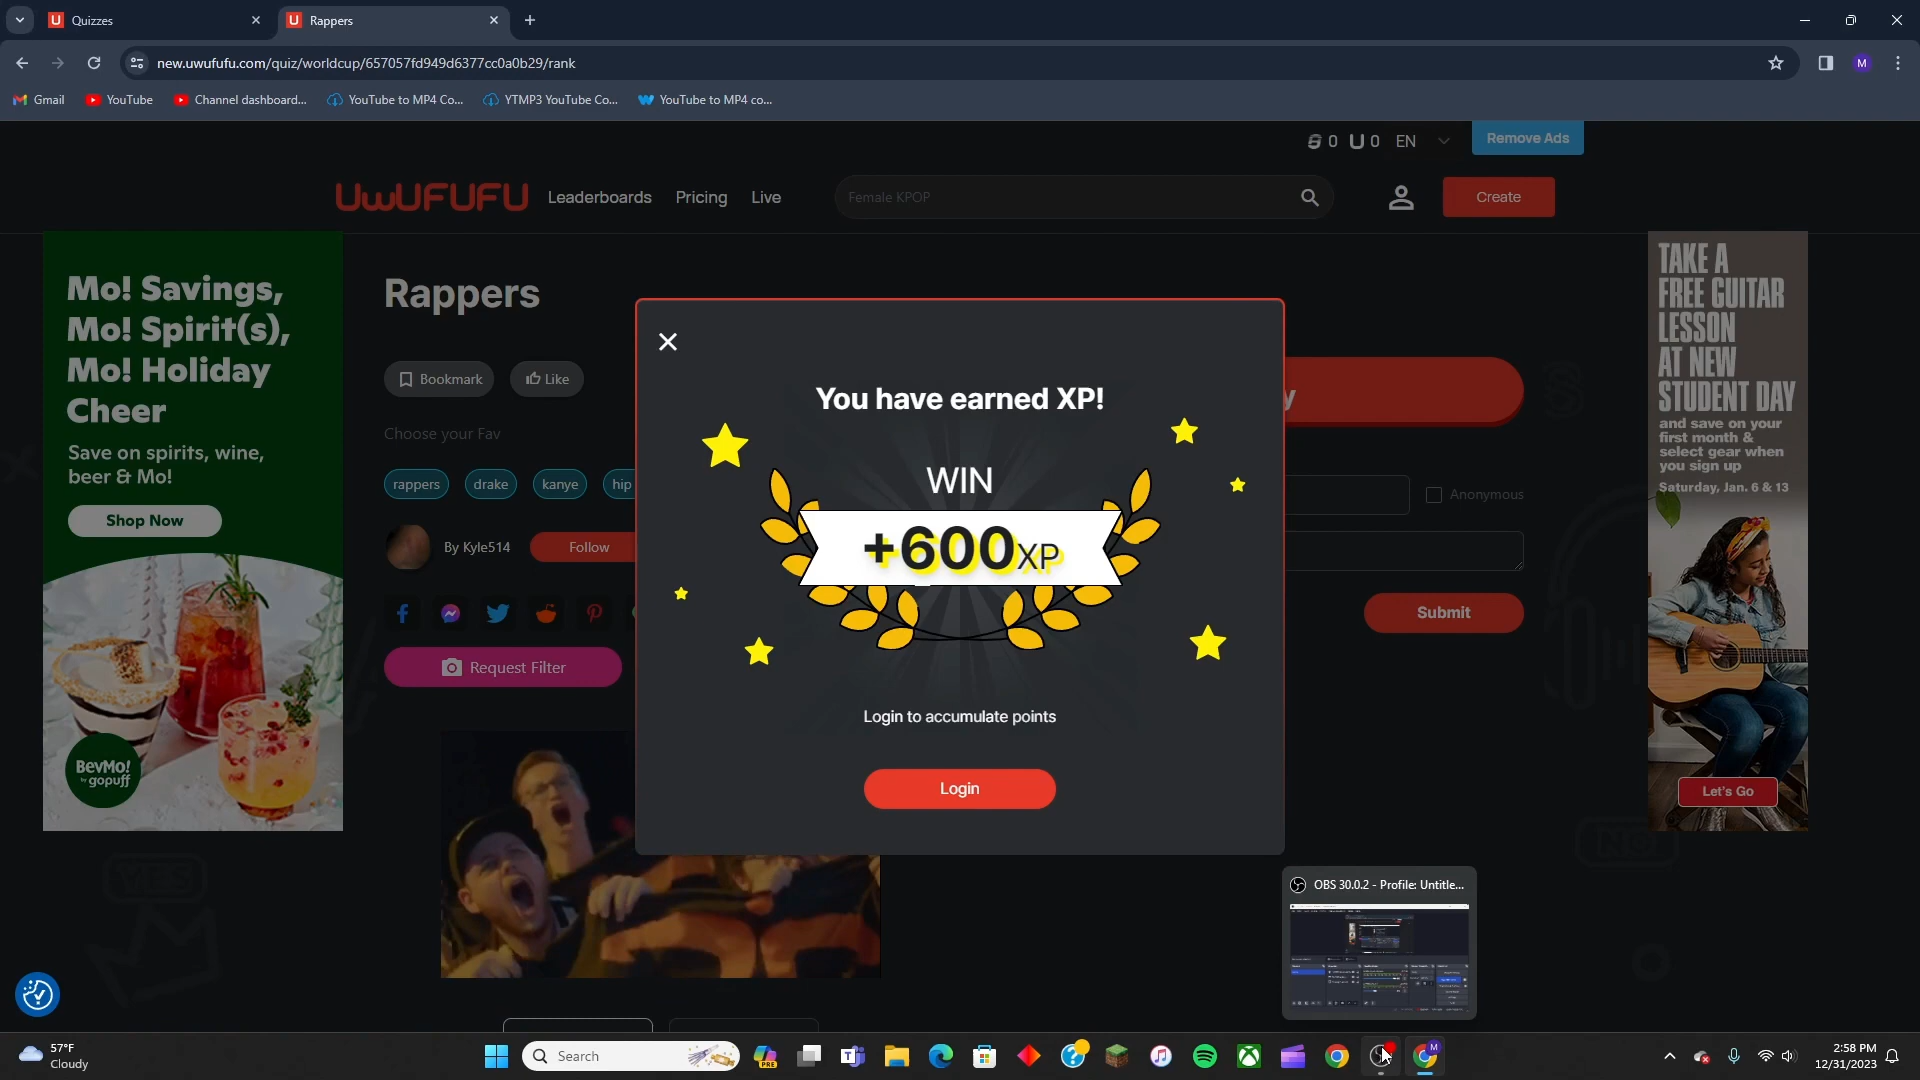 Quizzes
Rappers
new.uwufufu.com/quiz/worldcup/657057fd949d6377cc0a0b29/rank
M
Gmail
YouTube
Channel dashboard...
YouTube to MP4 Co...
YTMP3 YouTube Co...
YouTube to MP4 co...
0
0
EN
Remove Ads
UwUFUFU
Leaderboards
Pricing
Live
Female KPOP
Create
Mo! Savings,
Mo! Spirit(s),
Mo! Holiday
Cheer
Save on spirits, wine,
beer & Mo!
Shop Now
BevMo!
by gopuff
Rappers
Bookmark
Like
Choose your Fav
rappers
drake
kanye
hip
By Kyle514
Follow
Request Filter
You have earned XP!
WIN
+600XP
Login to accumulate points
Login
y
Anonymous
Submit
TAKE A
FREE GUITAR
LESSON
AT NEW
STUDENT DAY
and save on your
first month &
select gear when
you sign up
Saturday, Jan. 6 & 13
Let's Go
OBS 30.0.2 - Profile: Untitle...
57°F
Cloudy
Search
PRE
M
2:58 PM
12/31/2023